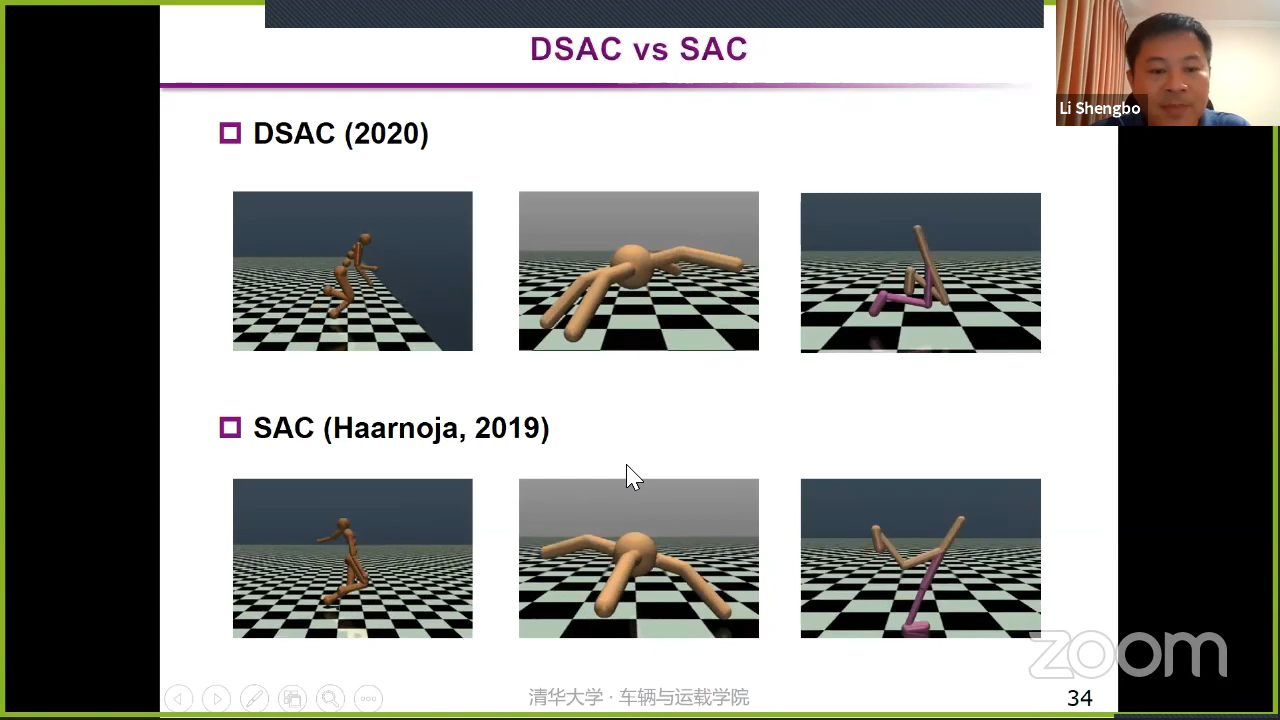 DSAC vs SAC
Li Shengbo
DSAC (2020)
SAC (Haarnoja, 2019)
zoom
清华大学 · 车辆与运载学院
34